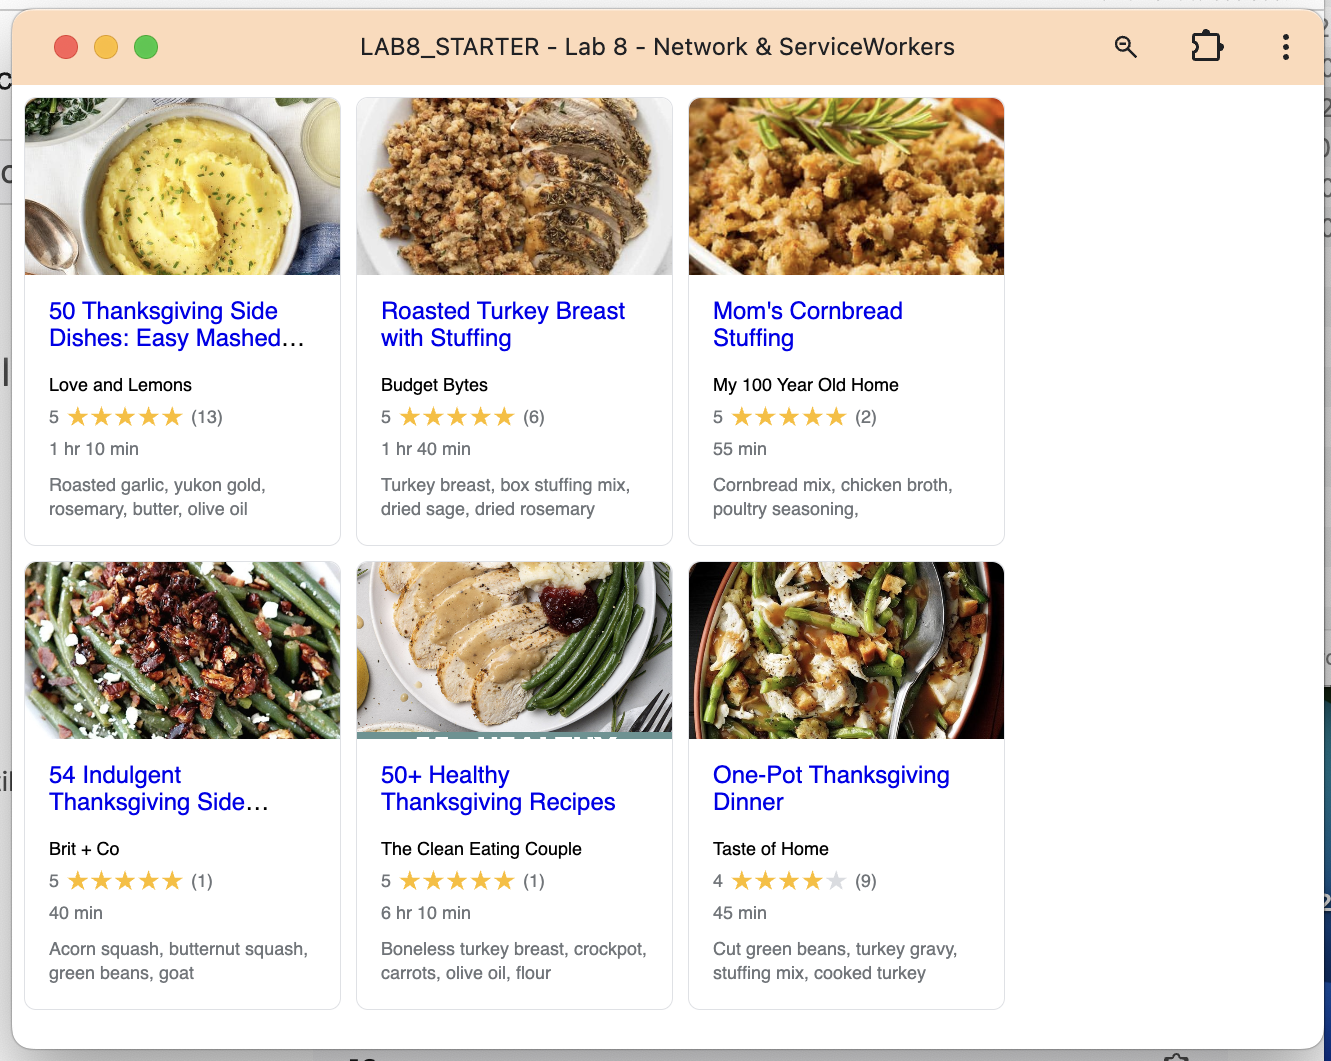 LAB8_STARTER - Lab 8 - Network & ServiceWorkers
50 Thanksgiving Side
Dishes: Easy Mashed...
Love and Lemons
5 ★★★★★ (13)
1 hr 10 min
Roasted garlic, yukon gold,
rosemary, butter, olive oil
Roasted Turkey Breast
with Stuffing
Budget Bytes
5 ★★★★★ (6)
1 hr 40 min
Turkey breast, box stuffing mix,
dried sage, dried rosemary
Mom's Cornbread
Stuffing
My 100 Year Old Home
5 ★★★★★ (2)
55 min
Cornbread mix, chicken broth,
poultry seasoning,
54 Indulgent
Thanksgiving Side...
Brit + Co
5 ★★★★★ (1)
40 min
Acorn squash, butternut squash,
green beans, goat
50+ Healthy
Thanksgiving Recipes
The Clean Eating Couple
5 ★★★★★ (1)
6 hr 10 min
Boneless turkey breast, crockpot,
carrots, olive oil, flour
One-Pot Thanksgiving
Dinner
Taste of Home
4 ★★★★★ (9)
45 min
Cut green beans, turkey gravy,
stuffing mix, cooked turkey